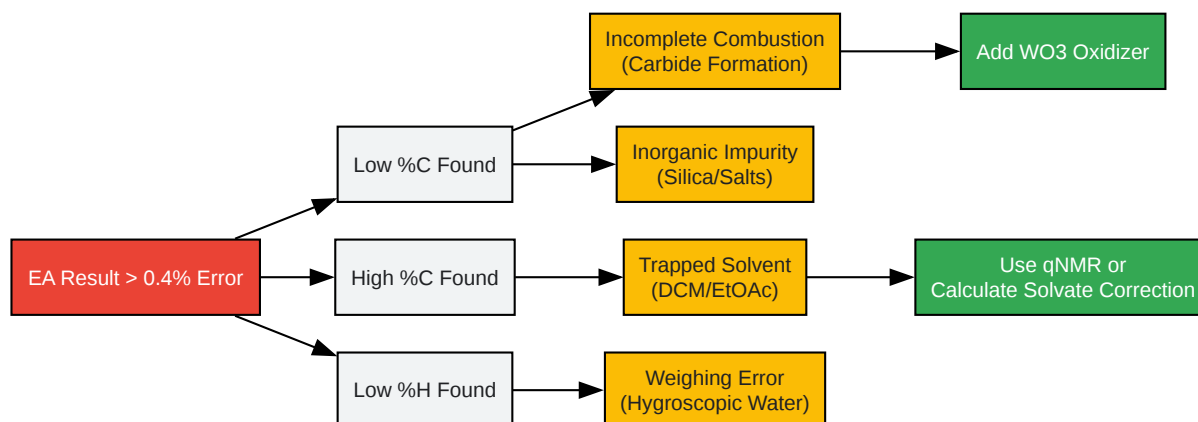 Incomplete Combustion
(Carbide Formation)
Add WO3 Oxidizer
Low %C Found
Inorganic Impurity
(Silica/Salts)
EA Result > 0.4% Error
High %C Found
Trapped Solvent
(DCM/EtOAc)
Use qNMR or
Calculate Solvate Correction
Low %H Found
Weighing Error
(Hygroscopic Water)